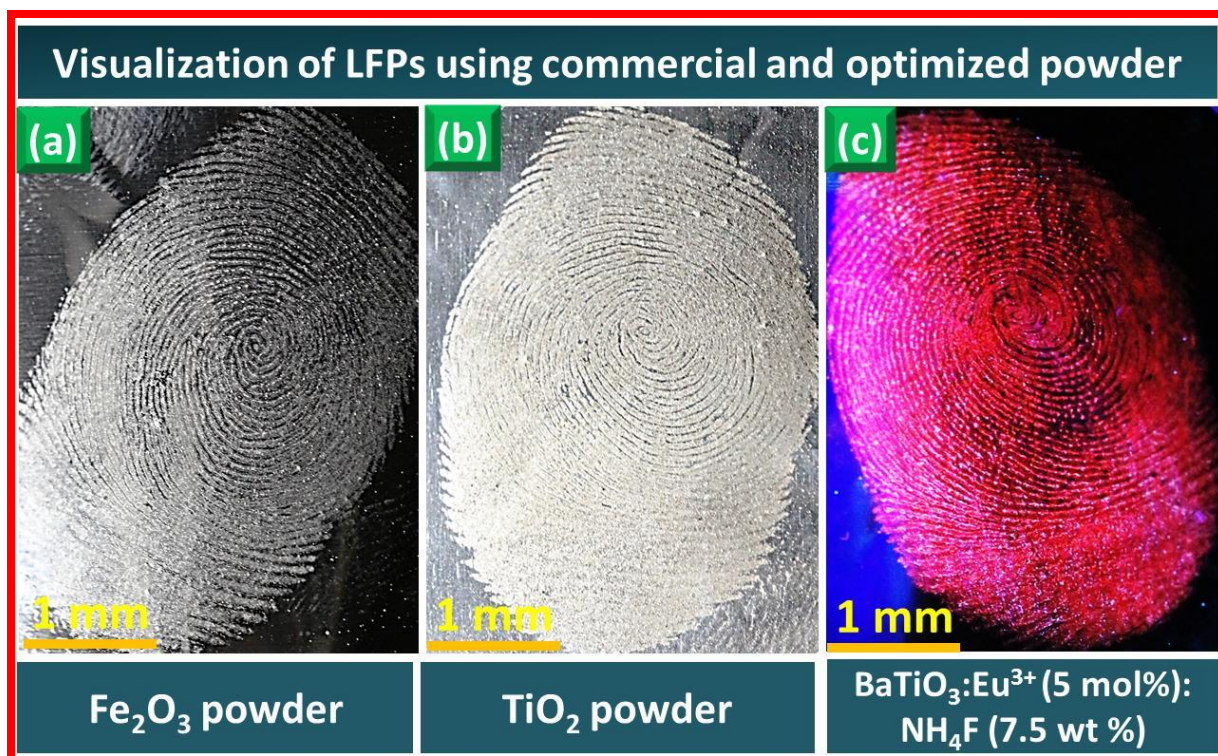 Visualization of LFPs using commercial and optimized powder
(a)
(b)
(c)
1 mm
1 mm
1 mm
Fe₂O₃ powder
TiO₂ powder
BaTiO₃:Eu³⁺ (5 mol%):
NH₄F (7.5 wt %)